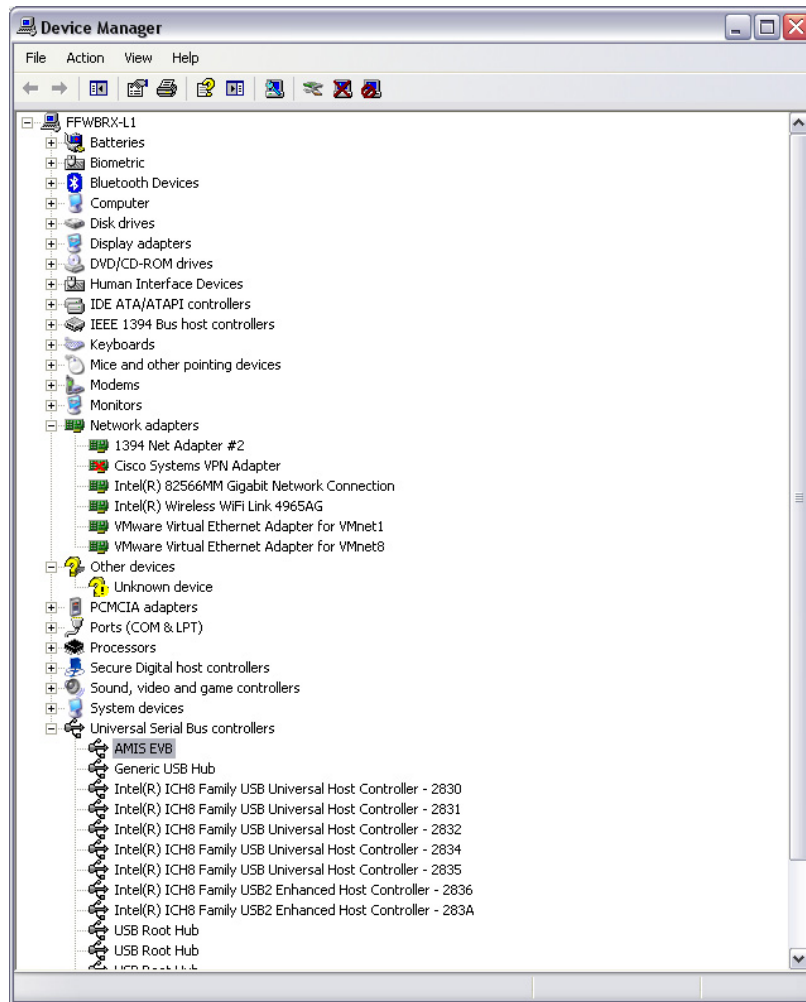 Device Manager
File Action View Help
FFWBRX-L1
Batteries
Biometric
Bluetooth Devices
Computer
Disk drives
Display adapters
DVD/CD-ROM drives
Human Interface Devices
IDE ATA/ATAPI controllers
IEEE 1394 Bus host controllers
Keyboards
Mice and other pointing devices
Modems
Monitors
Network adapters
1394 Net Adapter #2
Cisco Systems VPN Adapter
Intel(R) 82566MM Gigabit Network Connection
Intel(R) Wireless WiFi Link 4965AG
VMware Virtual Ethernet Adapter for VMnet1
VMware Virtual Ethernet Adapter for VMnet8
Other devices
Unknown device
PCMCIA adapters
Ports (COM & LPT)
Processors
Secure Digital host controllers
Sound, video and game controllers
System devices
Universal Serial Bus controllers
AMIS EVB
Generic USB Hub
Intel(R) ICH8 Family USB Universal Host Controller - 2830
Intel(R) ICH8 Family USB Universal Host Controller - 2831
Intel(R) ICH8 Family USB Universal Host Controller - 2832
Intel(R) ICH8 Family USB Universal Host Controller - 2834
Intel(R) ICH8 Family USB Universal Host Controller - 2835
Intel(R) ICH8 Family USB2 Enhanced Host Controller - 2836
Intel(R) ICH8 Family USB2 Enhanced Host Controller - 283A
USB Root Hub
USB Root Hub
USB Root Hub